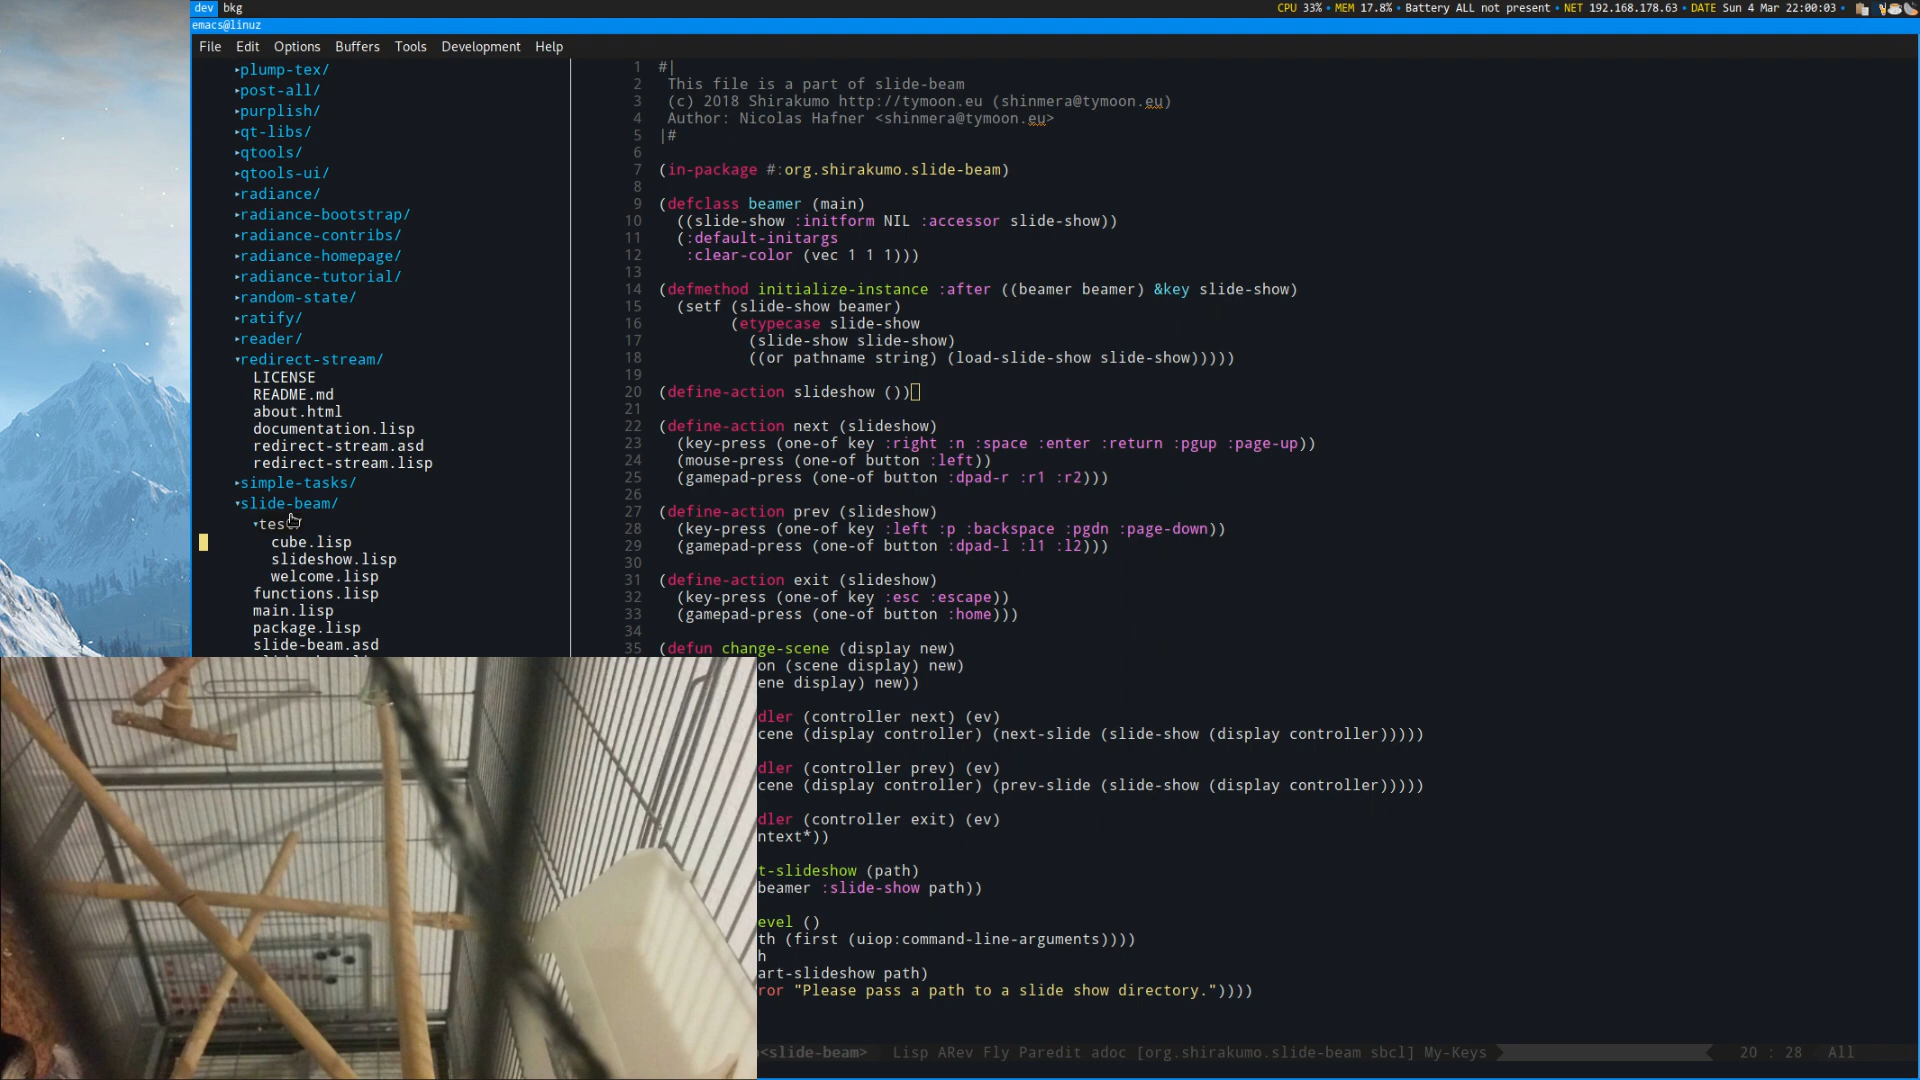 dev bkg
CPU 33% • MEM 17.8% • Battery ALL not present • NET 192.168.178.63 • DATE Sun 4 Mar 22:00:03 •
emacs@linuz
File Edit Options Buffers Tools Development Help
plump-tex/
post-all/
purplish/
qt-libs/
qtools/
qtools-ui/
radiance/
radiance-bootstrap/
radiance-contribs/
radiance-homepage/
radiance-tutorial/
random-state/
ratify/
reader/
redirect-stream/
LICENSE
README.md
about.html
documentation.lisp
redirect-stream.asd
redirect-stream.lisp
simple-tasks/
slide-beam/
cube.lisp
slideshow.lisp
welcome.lisp
functions.lisp
main.lisp
package.lisp
slide-beam.asd
1 #|
2 This file is a part of slide-beam
3 (c) 2018 Shirakumo http://tymoon.eu (shinmera@tymoon.eu)
4 Author: Nicolas Hafner <shinmera@tymoon.eu>
5 |#
6
7 (in-package #:org.shirakumo.slide-beam)
8
9 (defclass beamer (main)
10 ((slide-show :initform NIL :accessor slide-show))
11 (:default-initargs
12 :clear-color (vec 1 1 1)))
13
14 (defmethod initialize-instance :after ((beamer beamer) &key slide-show)
15 (setf (slide-show beamer)
16 (etypecase slide-show
17 (slide-show slide-show)
18 ((or pathname string) (load-slide-show slide-show)))))
19
20 (define-action slideshow ())
21
22 (define-action next (slideshow)
23 (key-press (one-of key :right :n :space :enter :return :pgup :page-up))
24 (mouse-press (one-of button :left))
25 (gamepad-press (one-of button :dpad-r :r1 :r2)))
26
27 (define-action prev (slideshow)
28 (key-press (one-of key :left :p :backspace :pgdn :page-down))
29 (gamepad-press (one-of button :dpad-l :l1 :l2)))
30
31 (define-action exit (slideshow)
32 (key-press (one-of key :esc :escape))
33 (gamepad-press (one-of button :home)))
34
35 (defun change-scene (display new)
on (scene display) new)
ene display) new))
dler (controller next) (ev)
cene (display controller) (next-slide (slide-show (display controller)))))
dler (controller prev) (ev)
cene (display controller) (prev-slide (slide-show (display controller)))))
dler (controller exit) (ev)
ntext*))
t-slideshow (path)
beamer :slide-show path))
evel ()
th (first (uiop:command-line-arguments))))
h
art-slideshow path)
ror "Please pass a path to a slide show directory."))))
<slide-beam> Lisp ARev Fly Paredit adoc [org.shirakumo.slide-beam sbcl] My-Keys 20 : 28 All